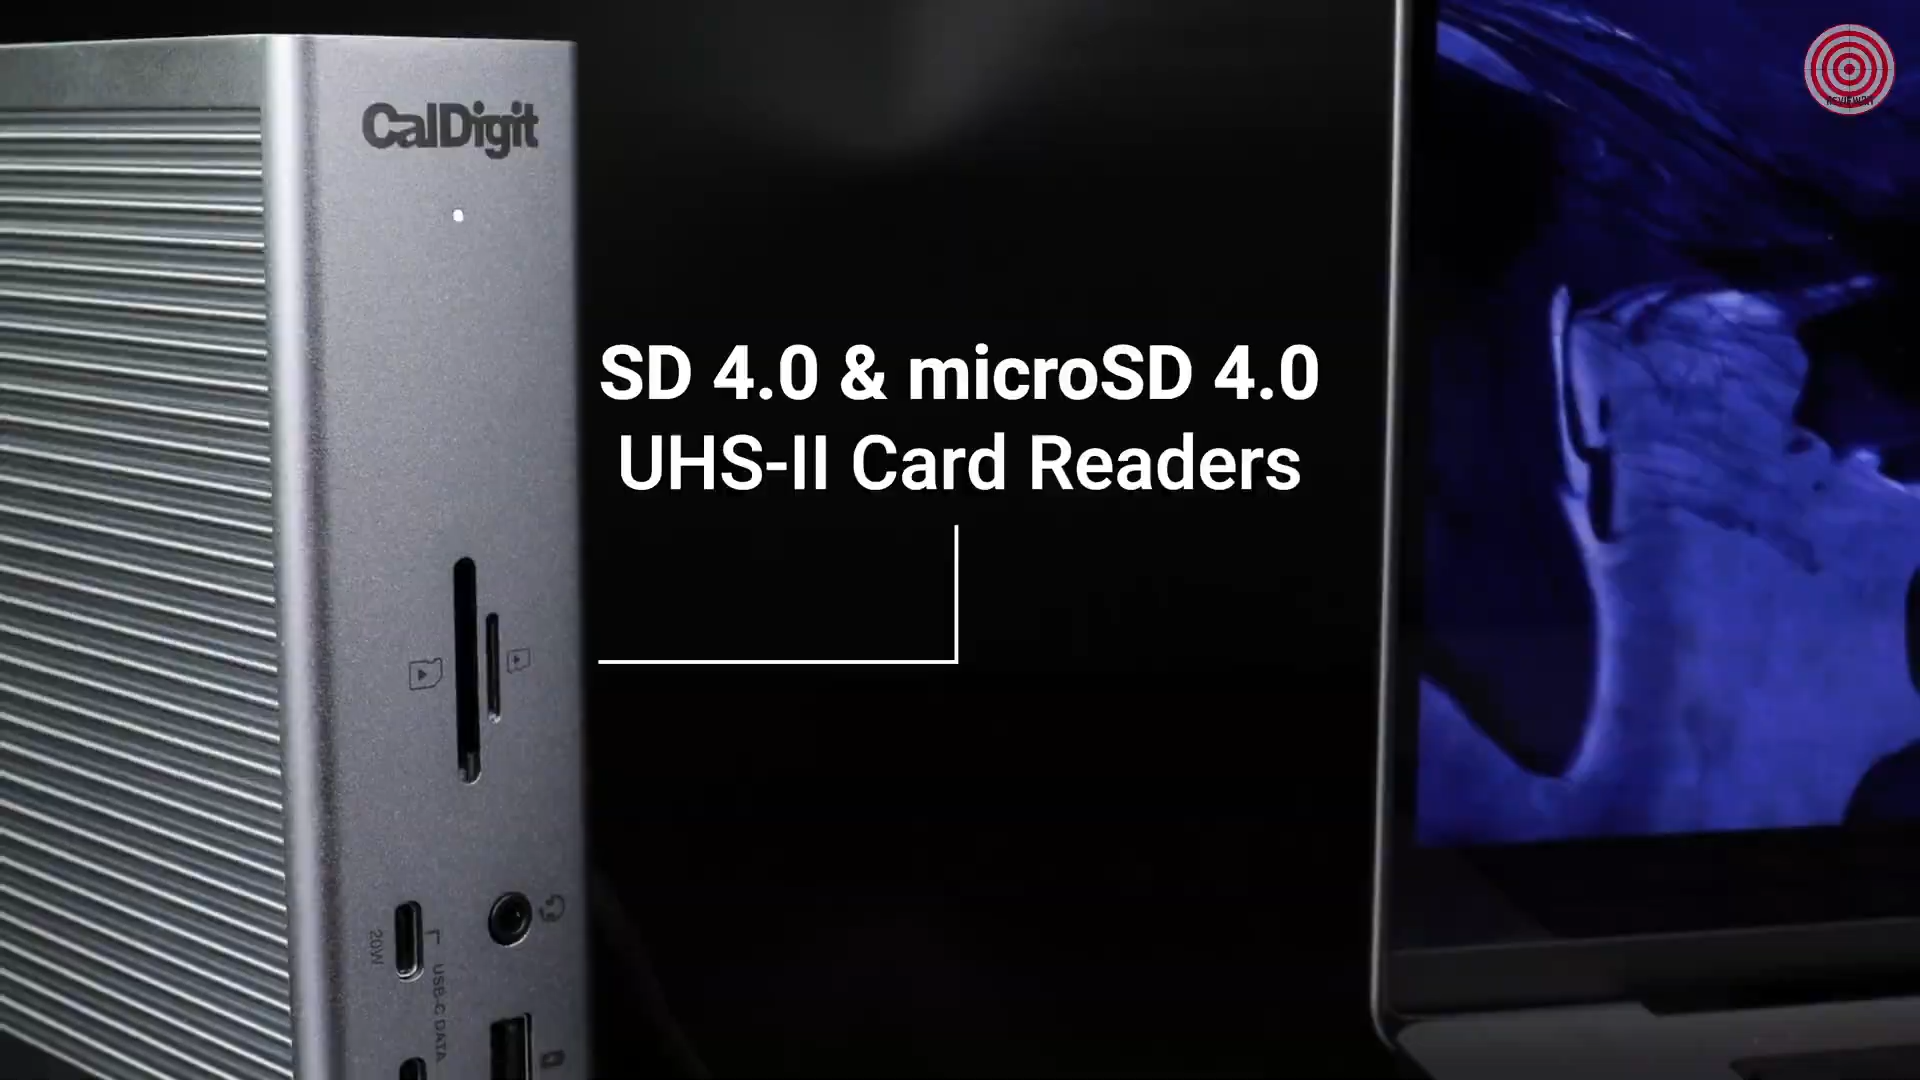 CalDigit
SD 4.0 & microSD 4.0
UHS-II Card Readers
20W
USB-C DATA